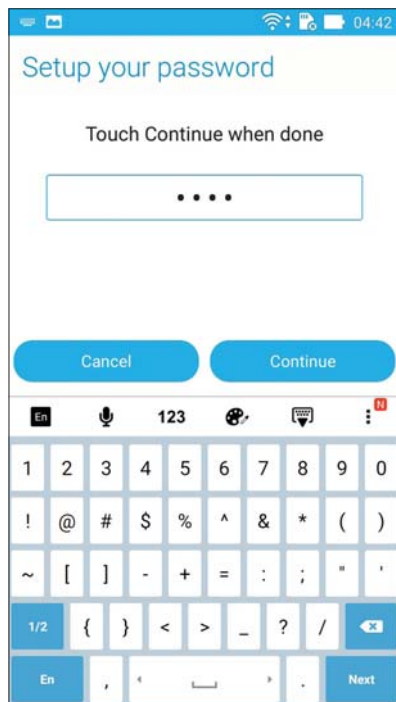 04:42
Setup your password
Touch Continue when done
••••
Cancel Continue
En 123 N
1 2 3 4 5 6 7 8 9 0
! @ # $ % ^ & * ( )
~ [ ] - + = : ; " '
1/2 { } < > _ ? /
En , . Next